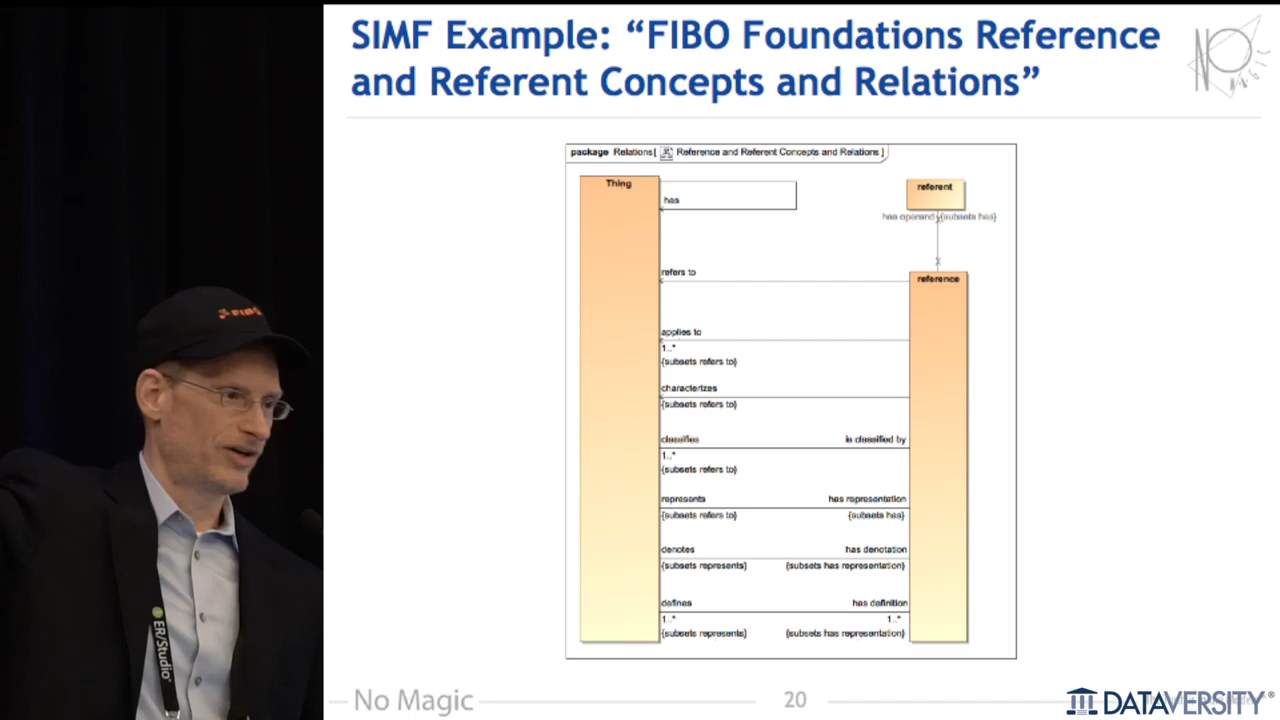 SIMF Example: “FIBO Foundations Reference
and Referent Concepts and Relations”
NO
package Relations[ Reference and Referent Concepts and Relations ]
Thing
has
referent
has operand {subsets has}
refers to
reference
applies to
1..*
{subsets refers to}
characterizes
{subsets refers to}
classifies is classified by
1..*
{subsets refers to}
represents has representation
{subsets refers to} {subsets has}
denotes has denotation
{subsets represents} {subsets has representation}
defines has definition
1..* 1..*
{subsets represents} {subsets has representation}
ER/Studio
No Magic 20 DATAVERSITY®